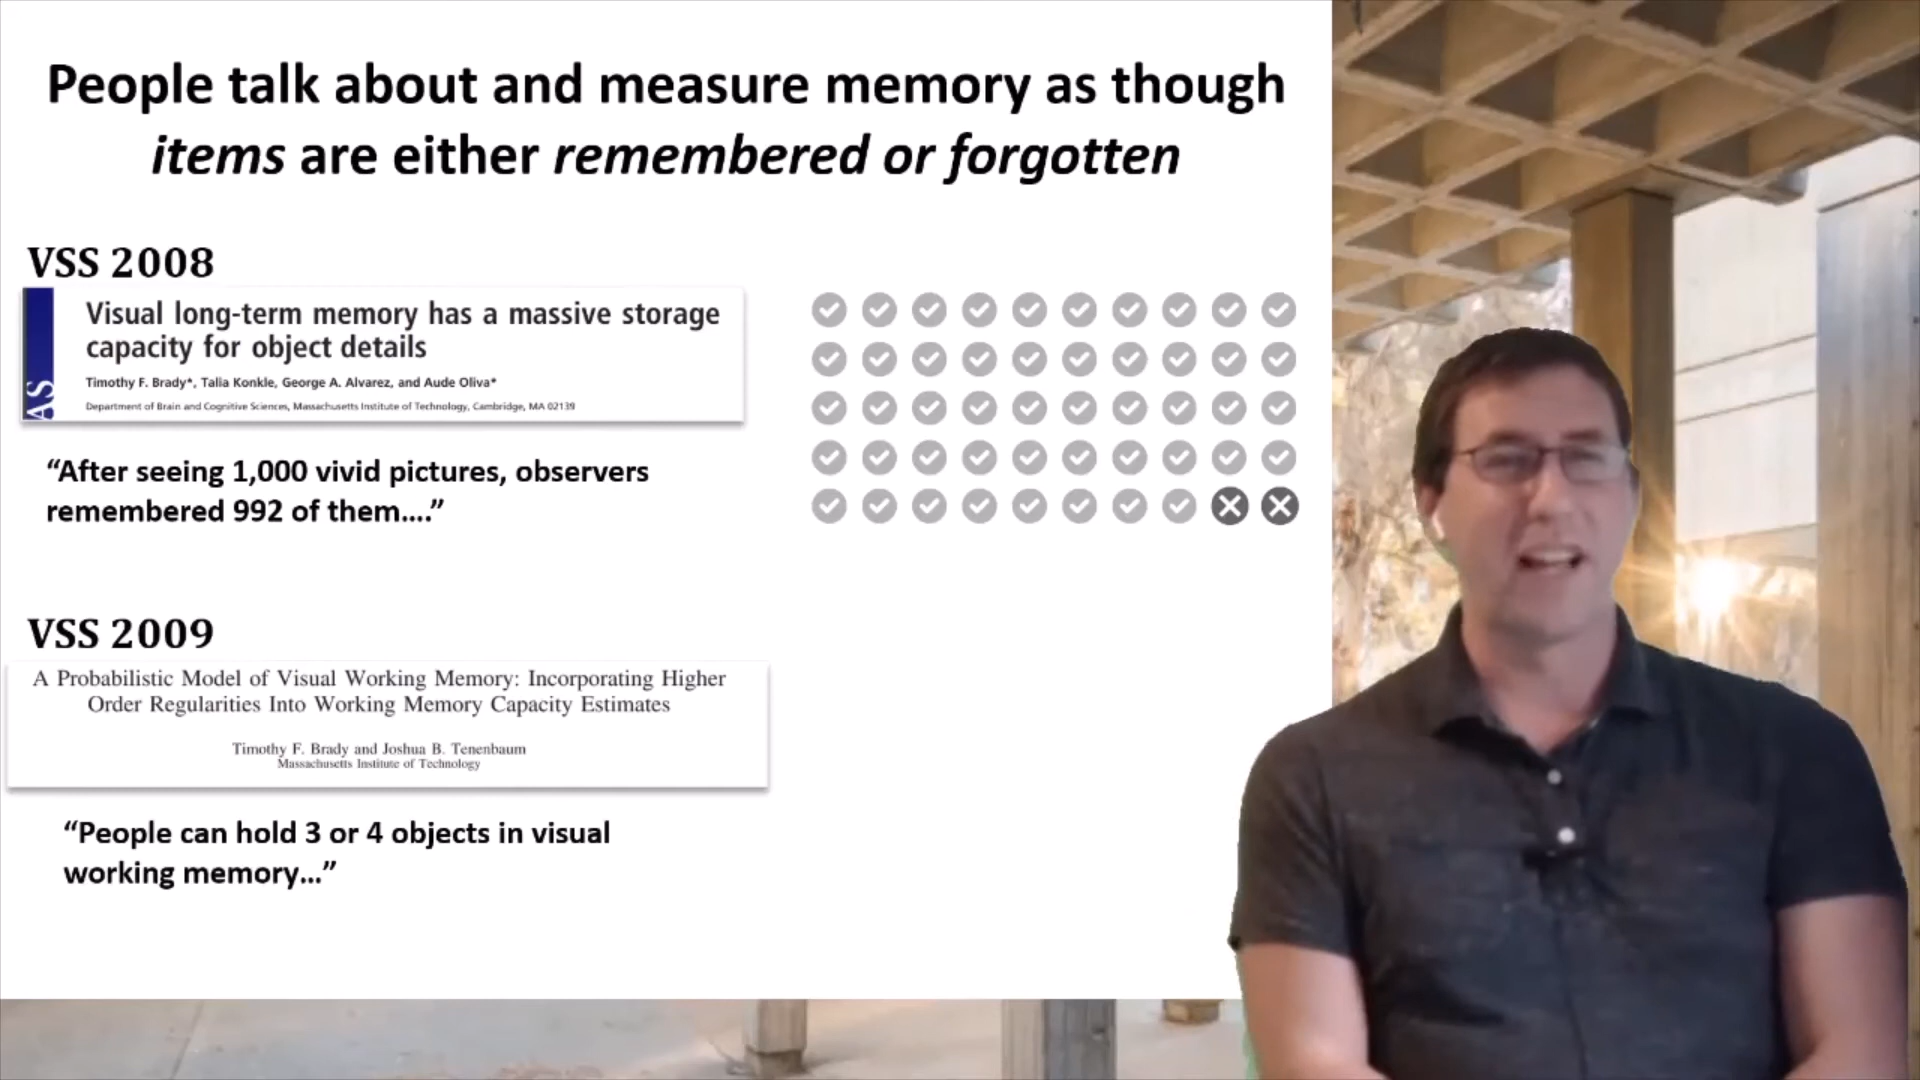 People talk about and measure memory as though
items are either remembered or forgotten
VSS 2008
AS
Visual long-term memory has a massive storage
capacity for object details
Timothy F. Brady*, Talia Konkle, George A. Alvarez, and Aude Oliva*
Department of Brain and Cognitive Sciences, Massachusetts Institute of Technology, Cambridge, MA 02139
“After seeing 1,000 vivid pictures, observers
remembered 992 of them....”
VSS 2009
A Probabilistic Model of Visual Working Memory: Incorporating Higher
Order Regularities Into Working Memory Capacity Estimates
Timothy F. Brady and Joshua B. Tenenbaum
Massachusetts Institute of Technology
“People can hold 3 or 4 objects in visual
working memory...”